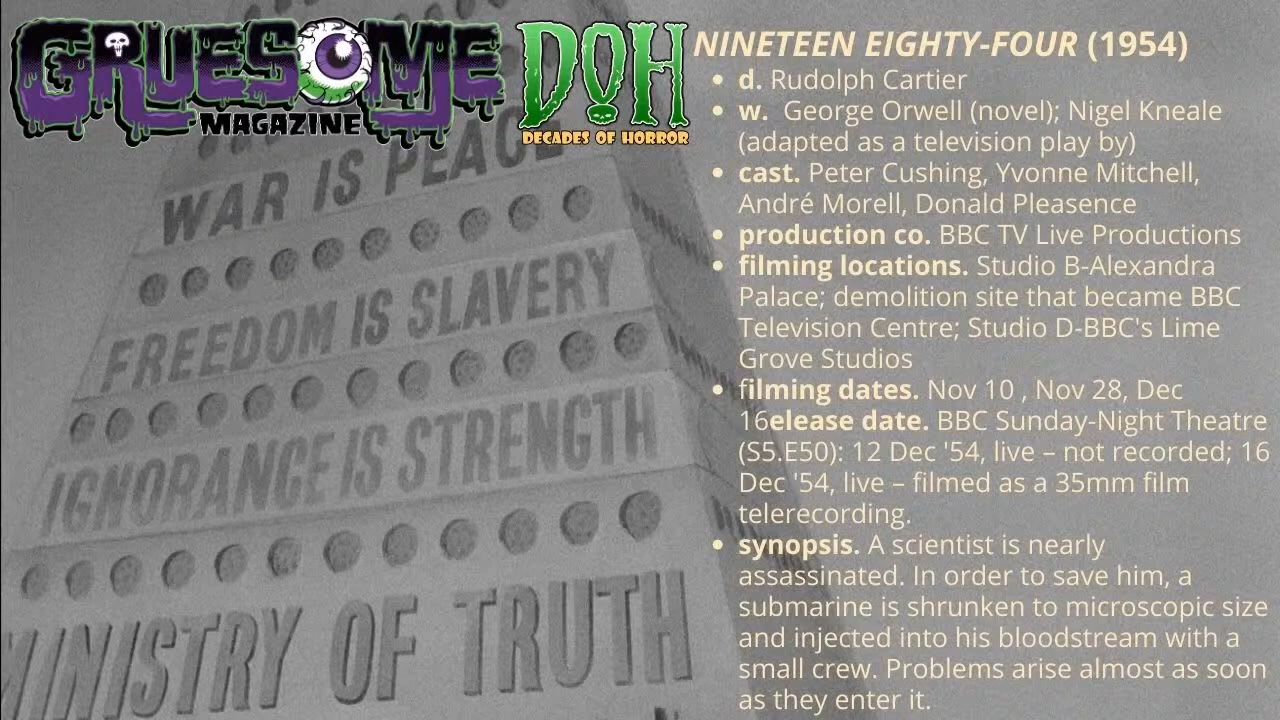 GRUESOME
MAGAZINE
DOH
DECADES OF HORROR
WAR IS PEACE
FREEDOM IS SLAVERY
IGNORANCE IS STRENGTH
MINISTRY OF TRUTH
NINETEEN EIGHTY-FOUR (1954)
• d. Rudolph Cartier
• w. George Orwell (novel); Nigel Kneale
(adapted as a television play by)
• cast. Peter Cushing, Yvonne Mitchell,
André Morell, Donald Pleasence
• production co. BBC TV Live Productions
• filming locations. Studio B-Alexandra
Palace; demolition site that became BBC
Television Centre; Studio D-BBC's Lime
Grove Studios
• filming dates. Nov 10 , Nov 28, Dec
16elease date. BBC Sunday-Night Theatre
(S5.E50): 12 Dec '54, live – not recorded; 16
Dec '54, live – filmed as a 35mm film
telerecording.
• synopsis. A scientist is nearly
assassinated. In order to save him, a
submarine is shrunken to microscopic size
and injected into his bloodstream with a
small crew. Problems arise almost as soon
as they enter it.